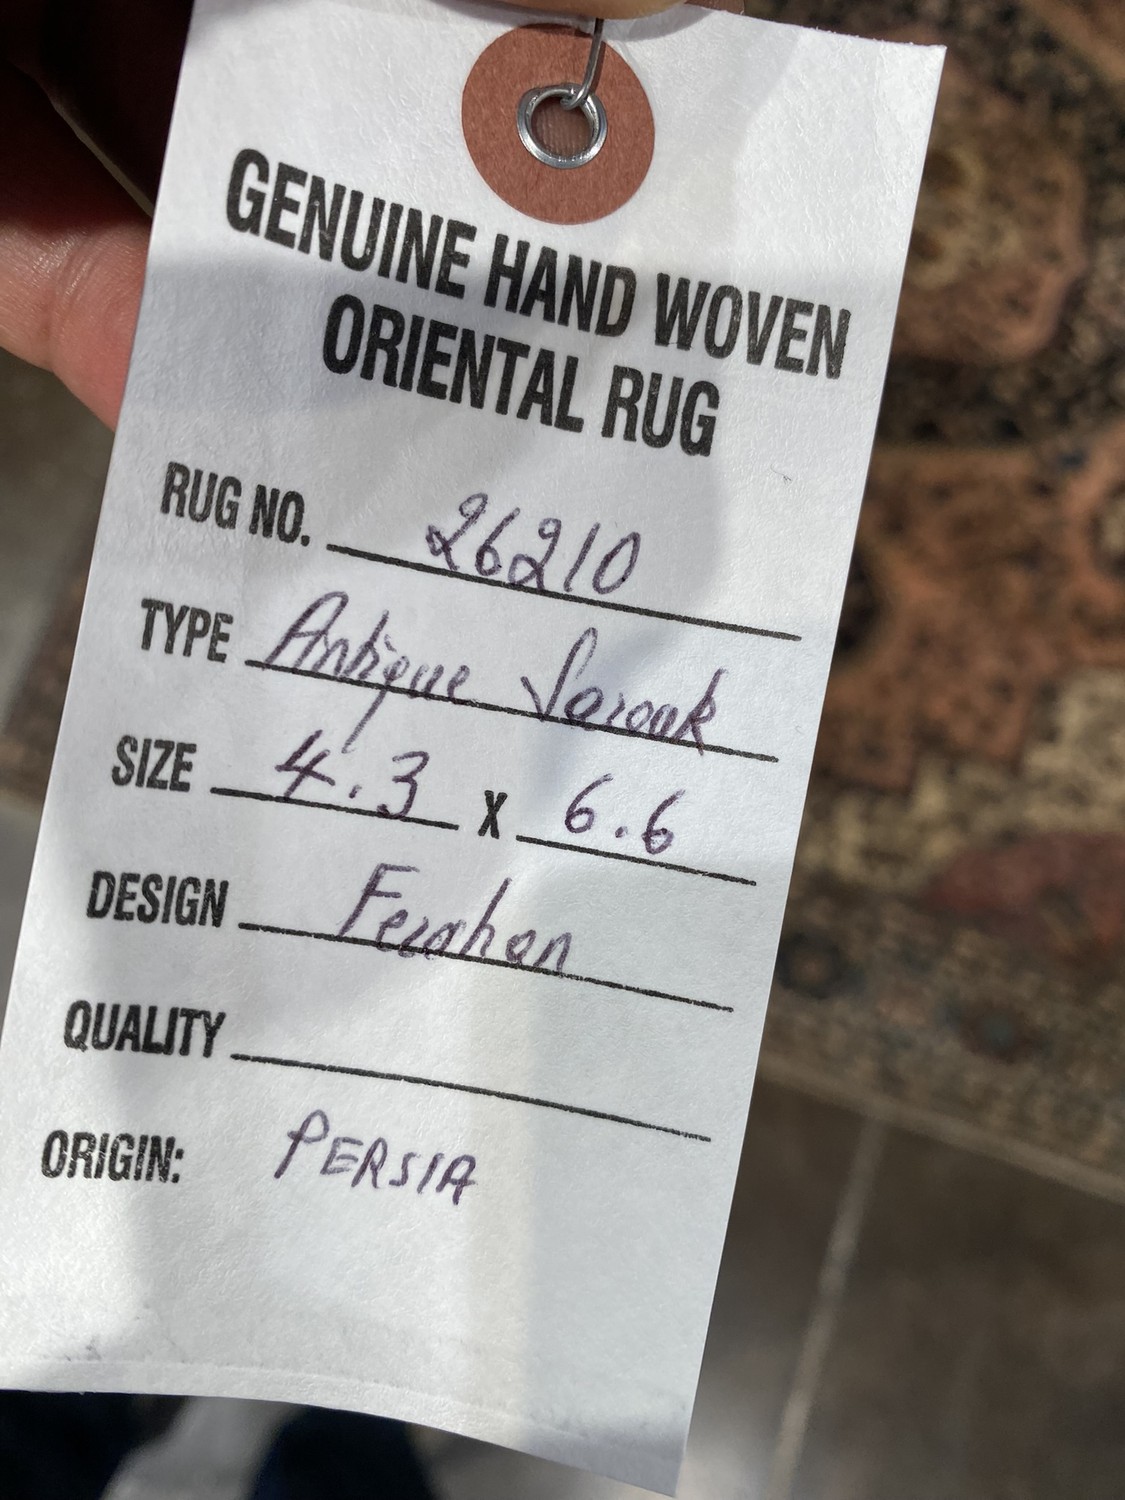 GENUINE HAND WOVEN
ORIENTAL RUG
RUG NO. 26210
TYPE Antique Sarouk
SIZE 4.3 X 6.6
DESIGN Ferahan
QUALITY
ORIGIN: PERSIA